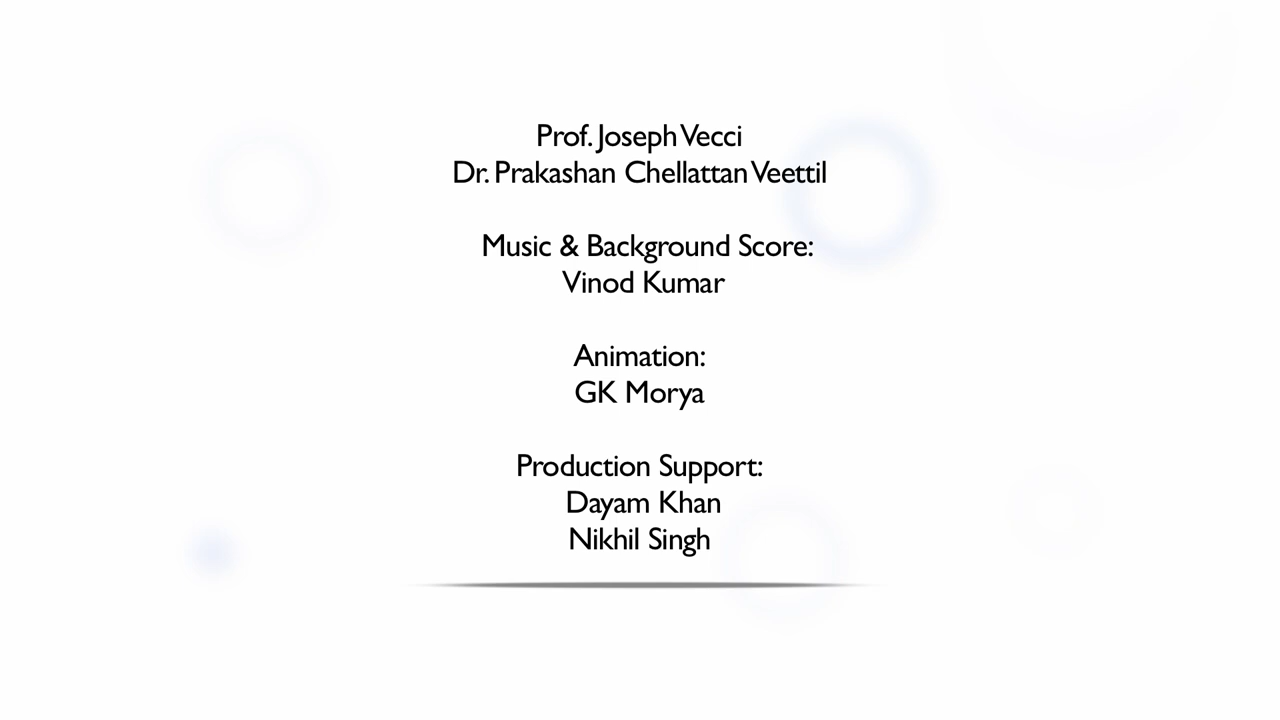 Prof. Joseph Vecci
Dr. Prakashan Chellattan Veettil
Music & Background Score:
Vinod Kumar
Animation:
GK Morya
Production Support:
Dayam Khan
Nikhil Singh